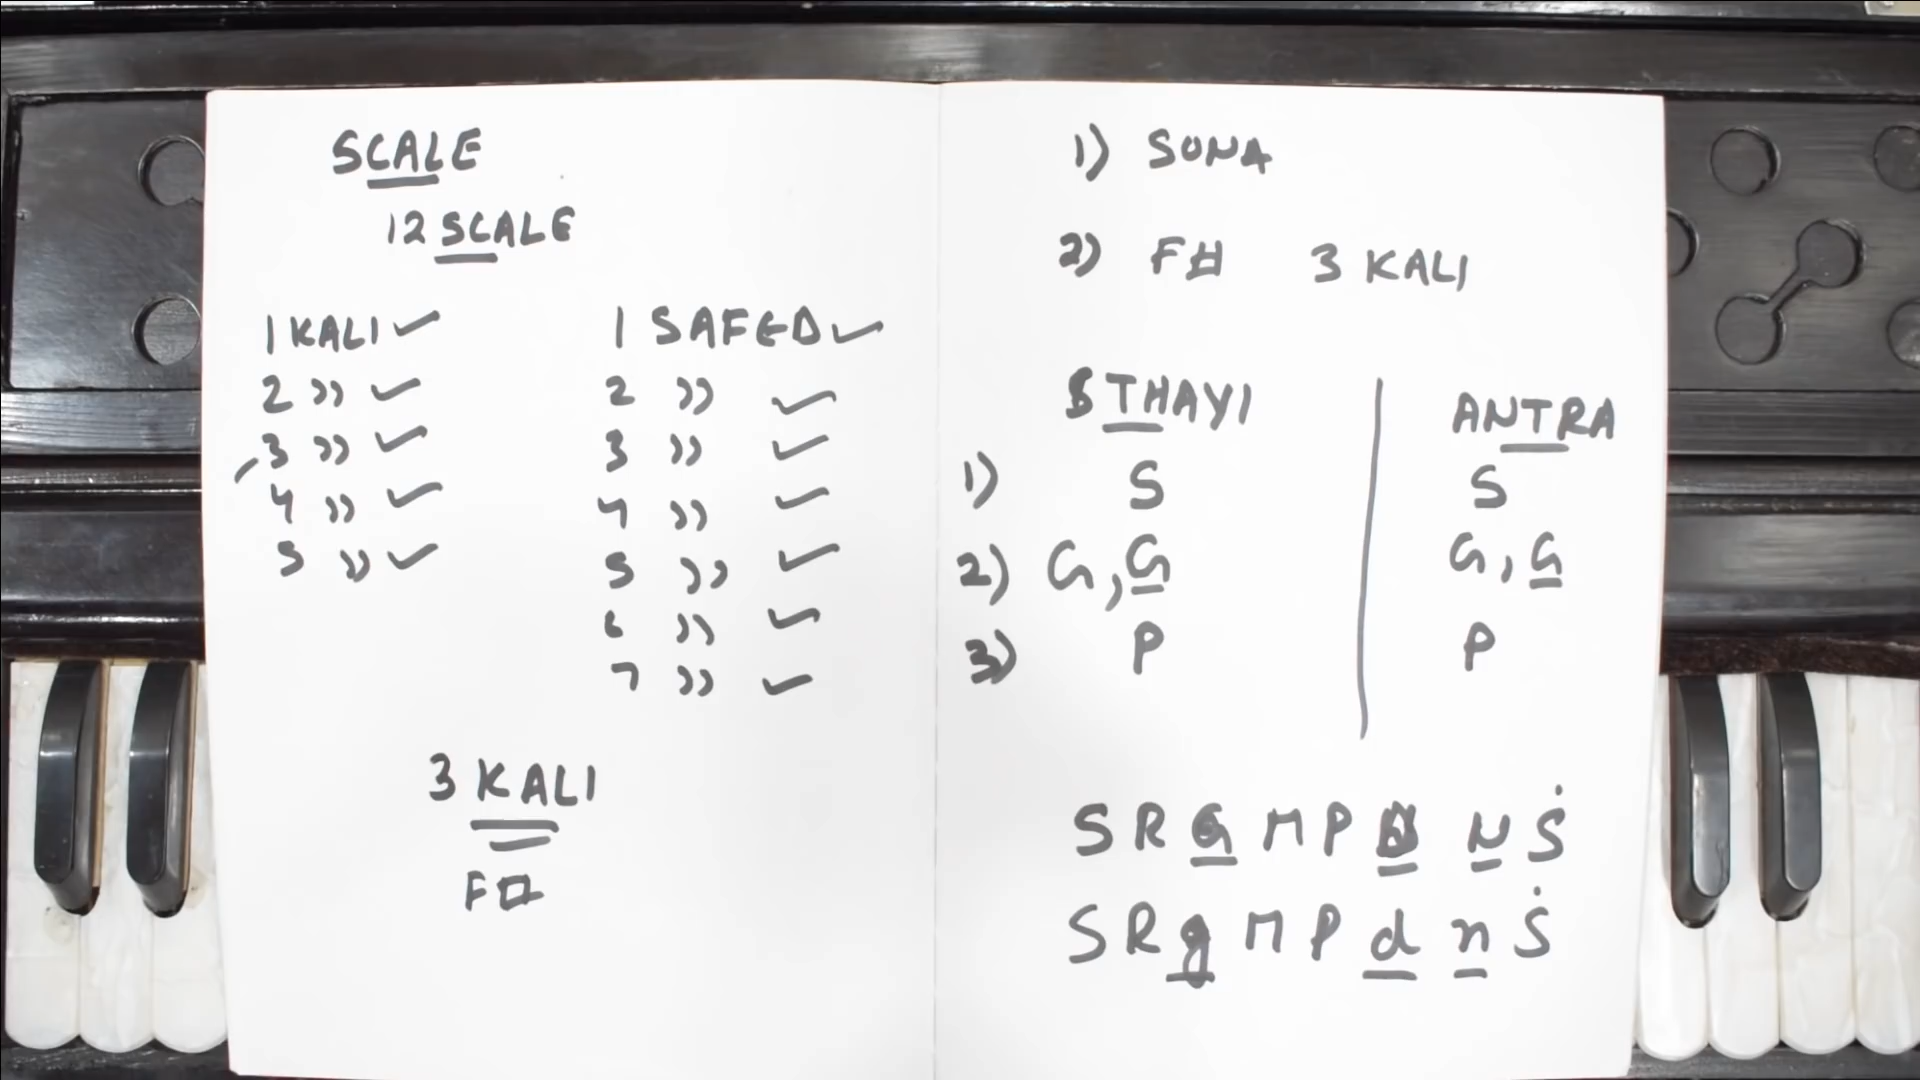 SCALE
12 SCALE
1 KALI ✓
2 )) ✓
3 )) ✓
4 )) ✓
5 )) ✓
1 SAFED ✓
2 )) ✓
3 )) ✓
4 )) ✓
5 )) ✓
6 )) ✓
7 )) ✓
3 KALI
F#
1) SONA
2) F# 3 KALI
STHAYI | ANTRA
1) S | S
2) G, G̲ | G, G̲
3) P | P
S R G̲ M P D̲ N̲ Ṡ
S R g̲ M P d̲ n̲ Ṡ